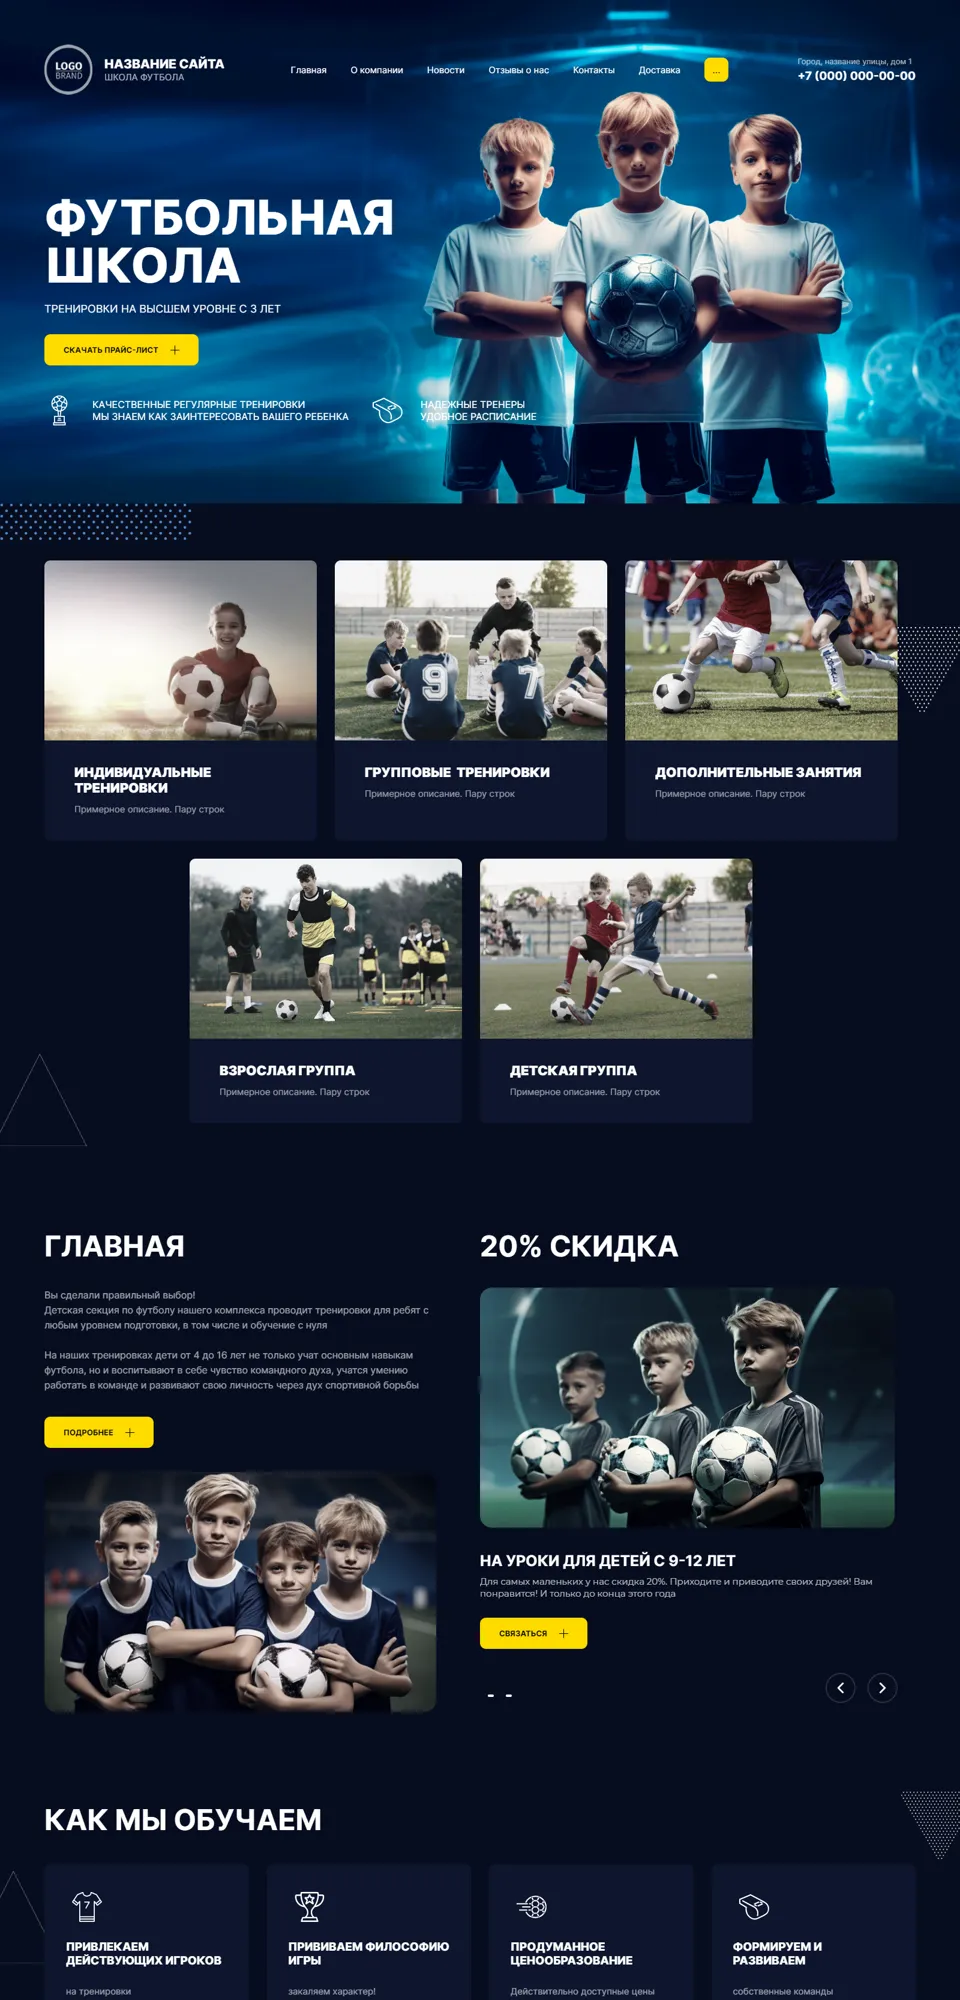 LOGO
BRAND
НАЗВАНИЕ САЙТА
ШКОЛА ФУТБОЛА
Главная
О компании
Новости
Отзывы о нас
Контакты
Доставка
...
Город, название улицы, дом 1
+7 (000) 000-00-00
ФУТБОЛЬНАЯ
ШКОЛА
ТРЕНИРОВКИ НА ВЫСШЕМ УРОВНЕ С 3 ЛЕТ
СКАЧАТЬ ПРАЙС-ЛИСТ
КАЧЕСТВЕННЫЕ РЕГУЛЯРНЫЕ ТРЕНИРОВКИ
МЫ ЗНАЕМ КАК ЗАИНТЕРЕСОВАТЬ ВАШЕГО РЕБЕНКА
НАДЕЖНЫЕ ТРЕНЕРЫ
УДОБНОЕ РАСПИСАНИЕ
9
7
ИНДИВИДУАЛЬНЫЕ
ТРЕНИРОВКИ
Примерное описание. Пару строк
ГРУППОВЫЕ ТРЕНИРОВКИ
Примерное описание. Пару строк
ДОПОЛНИТЕЛЬНЫЕ ЗАНЯТИЯ
Примерное описание. Пару строк
ВЗРОСЛАЯ ГРУППА
Примерное описание. Пару строк
ДЕТСКАЯ ГРУППА
Примерное описание. Пару строк
ГЛАВНАЯ
Вы сделали правильный выбор!
Детская секция по футболу нашего комплекса проводит тренировки для ребят с
любым уровнем подготовки, в том числе и обучение с нуля
На наших тренировках дети от 4 до 16 лет не только учат основным навыкам
футбола, но и воспитывают в себе чувство командного духа, учатся умению
работать в команде и развивают свою личность через дух спортивной борьбы
ПОДРОБНЕЕ
20% СКИДКА
НА УРОКИ ДЛЯ ДЕТЕЙ С 9-12 ЛЕТ
Для самых маленьких у нас скидка 20%. Приходите и приводите своих друзей! Вам
понравится! И только до конца этого года
СВЯЗАТЬСЯ
КАК МЫ ОБУЧАЕМ
7
ПРИВЛЕКАЕМ
ДЕЙСТВУЮЩИХ ИГРОКОВ
на тренировки
ПРИВИВАЕМ ФИЛОСОФИЮ
ИГРЫ
закаляем характер!
ПРОДУМАННОЕ
ЦЕНООБРАЗОВАНИЕ
Действительно доступные цены
ФОРМИРУЕМ И
РАЗВИВАЕМ
собственные команды